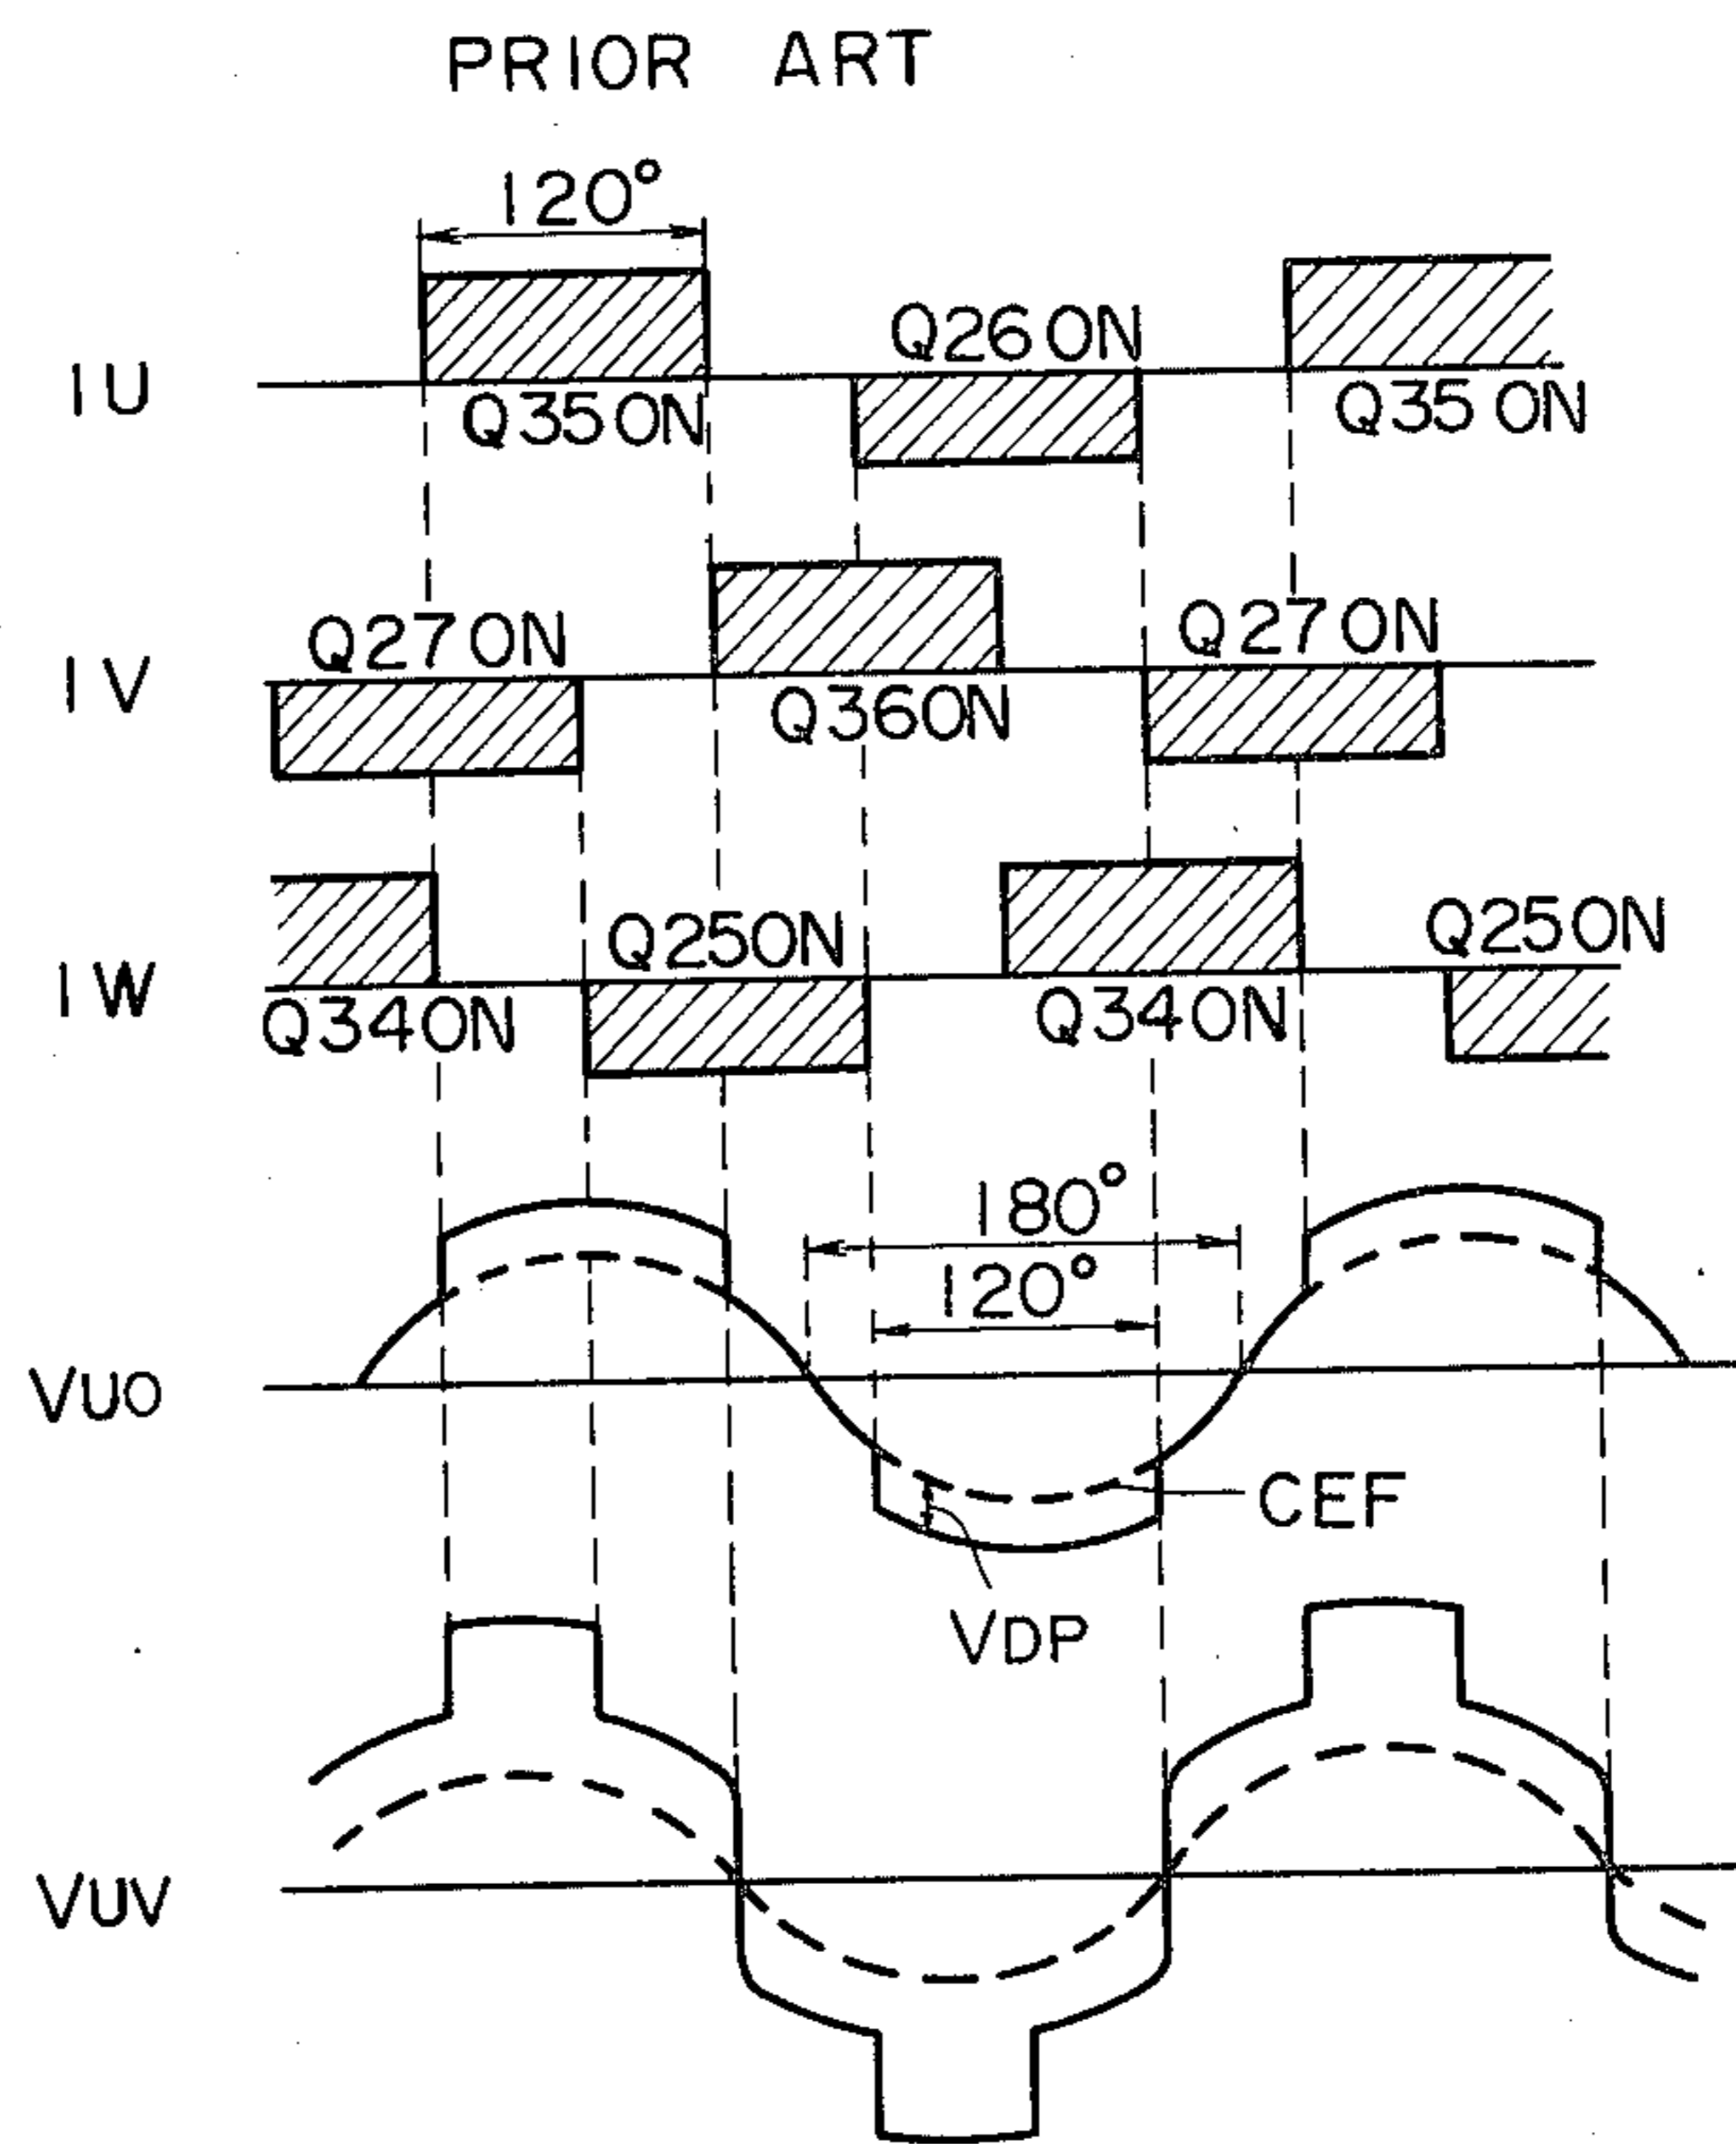 PRIOR ART
120°
IU
Q35 ON
Q26 ON
Q35 ON
IV
Q27 ON
Q36 ON
Q27 ON
IW
Q34 ON
Q25 ON
Q34 ON
Q25 ON
180°
120°
VUO
CEF
VDP
VUV